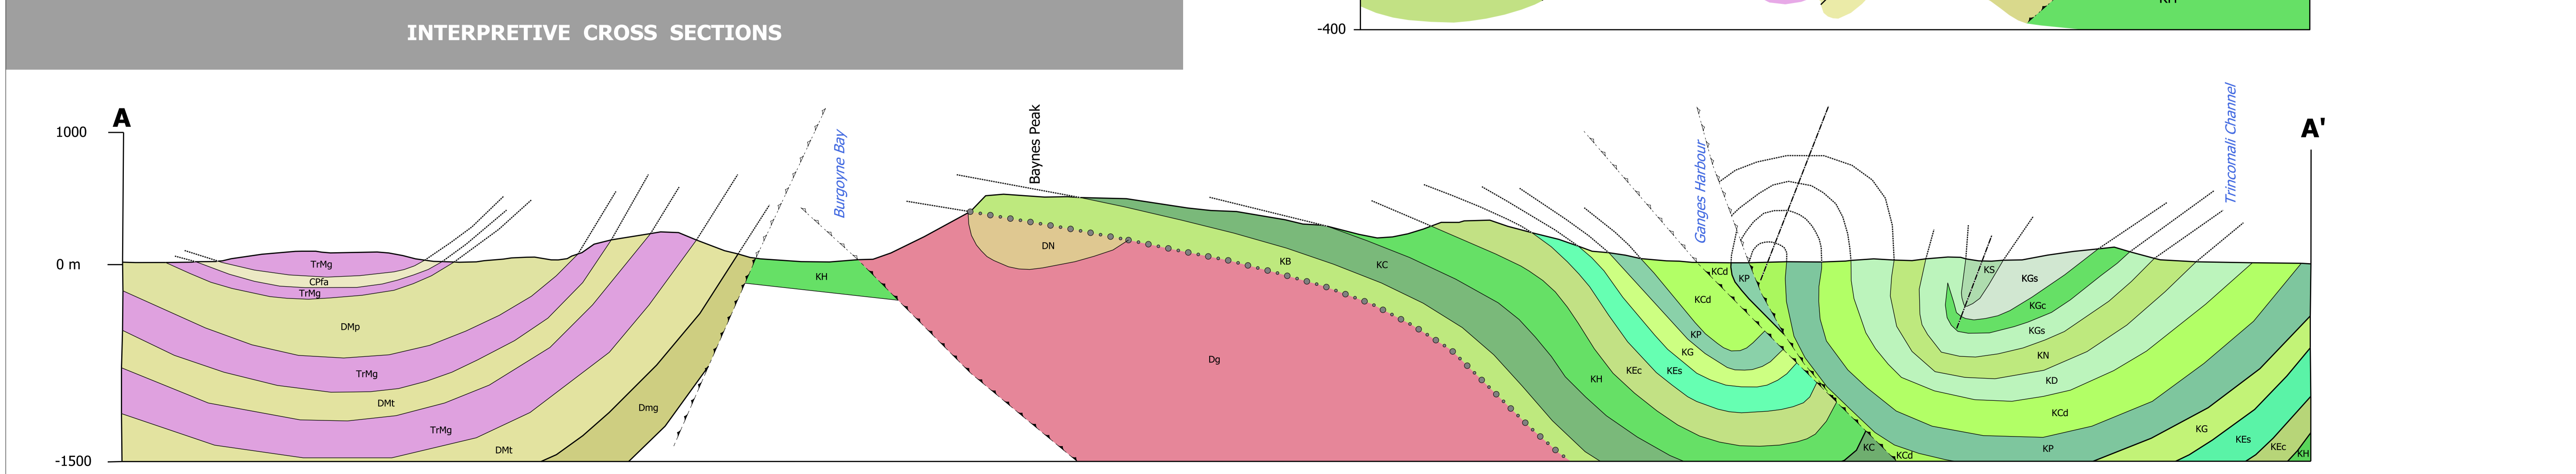 INTERPRETIVE CROSS SECTIONS
-400
A
1000
0 m
-1500
Burgoyne Bay
Baynes Peak
Ganges Harbour
Trincomali Channel
A'
TrMg
CPfa
TrMg
DMp
TrMg
DMt
TrMg
DMt
Dmg
KH
DN
Dg
KB
KC
KH
KEc
KEs
KG
KP
KCd
KCd
KP
KS
KGs
KGc
KGs
KN
KD
KCd
KP
KC
KCd
KG
KEs
KEc
KH